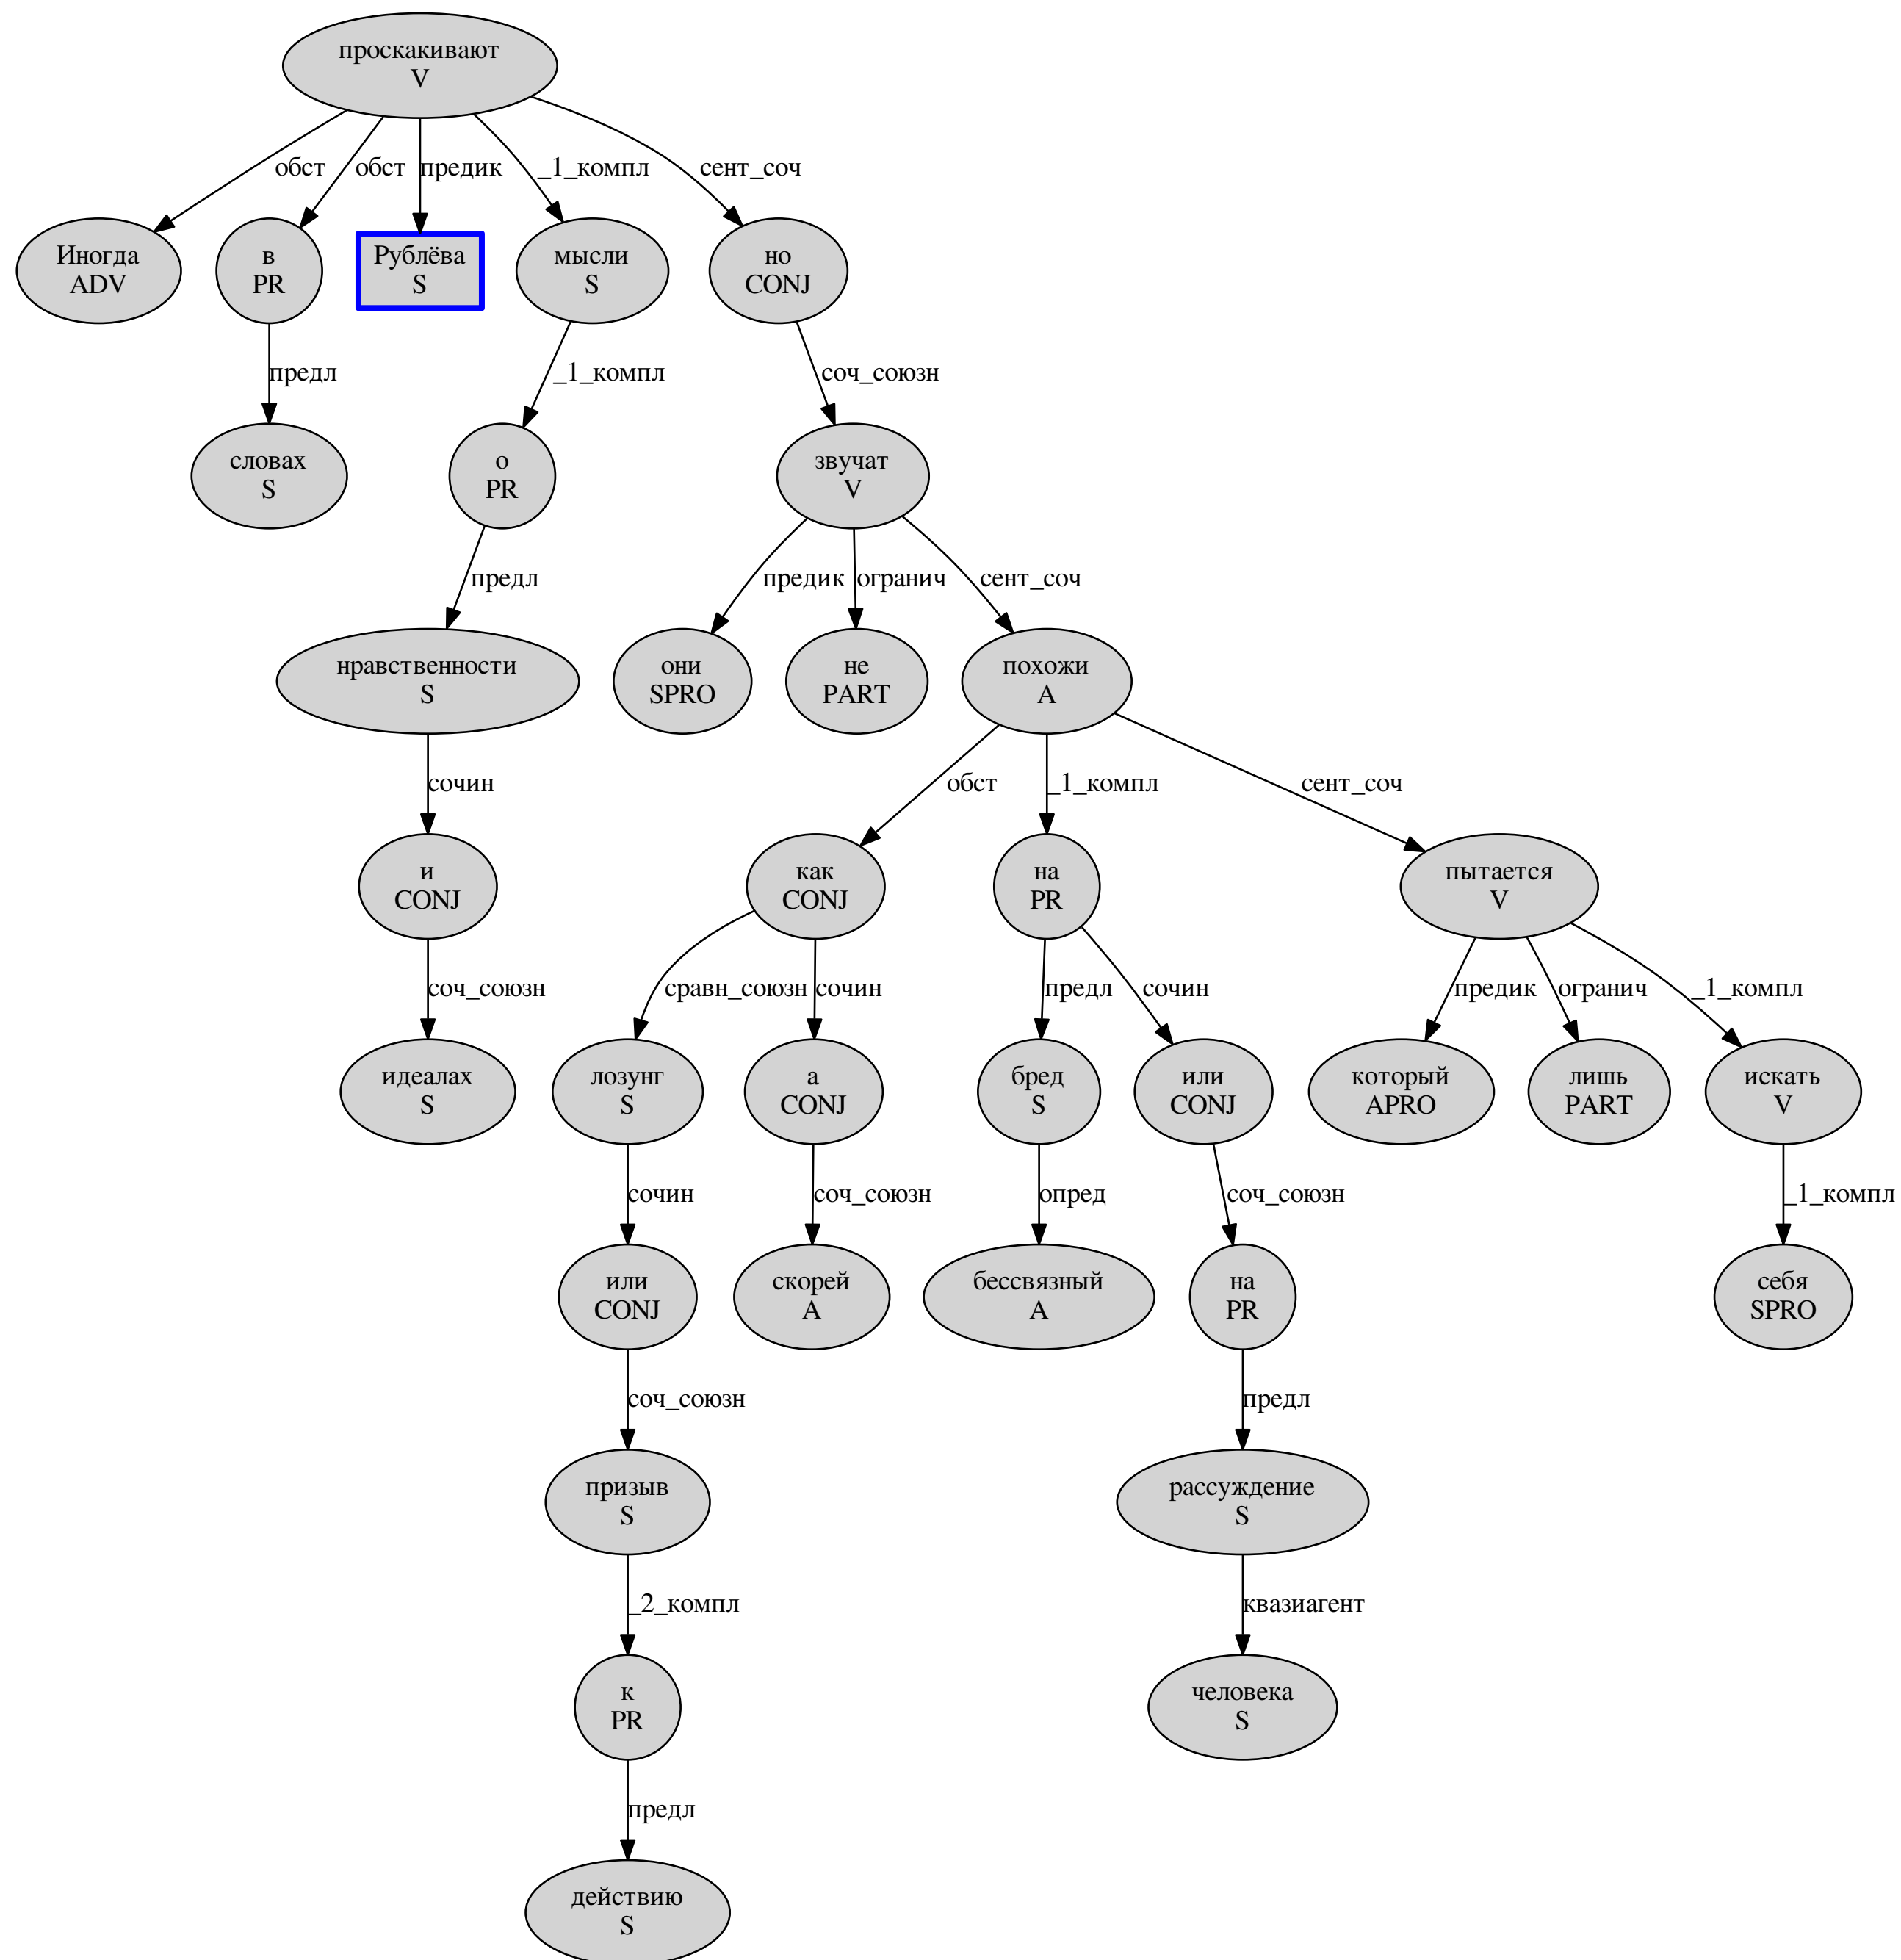 проскакивают
V
обст
обст
предик
_1_компл
сент_соч
Иногда
ADV
в
PR
Рублёва
S
мысли
S
но
CONJ
предл
_1_компл
соч_союзн
словах
S
о
PR
звучат
V
предл
предик
огранич
сент_соч
нравственности
S
они
SPRO
не
PART
похожи
A
сочин
обст
_1_компл
сент_соч
и
CONJ
как
CONJ
на
PR
пытается
V
соч_союзн
сравн_союзн
сочин
предл
сочин
предик
огранич
_1_компл
идеалах
S
лозунг
S
а
CONJ
бред
S
или
CONJ
который
APRO
лишь
PART
искать
V
сочин
соч_союзн
опред
соч_союзн
_1_компл
или
CONJ
скорей
A
бессвязный
A
на
PR
себя
SPRO
соч_союзн
предл
призыв
S
рассуждение
S
_2_компл
квазиагент
к
PR
человека
S
предл
действию
S